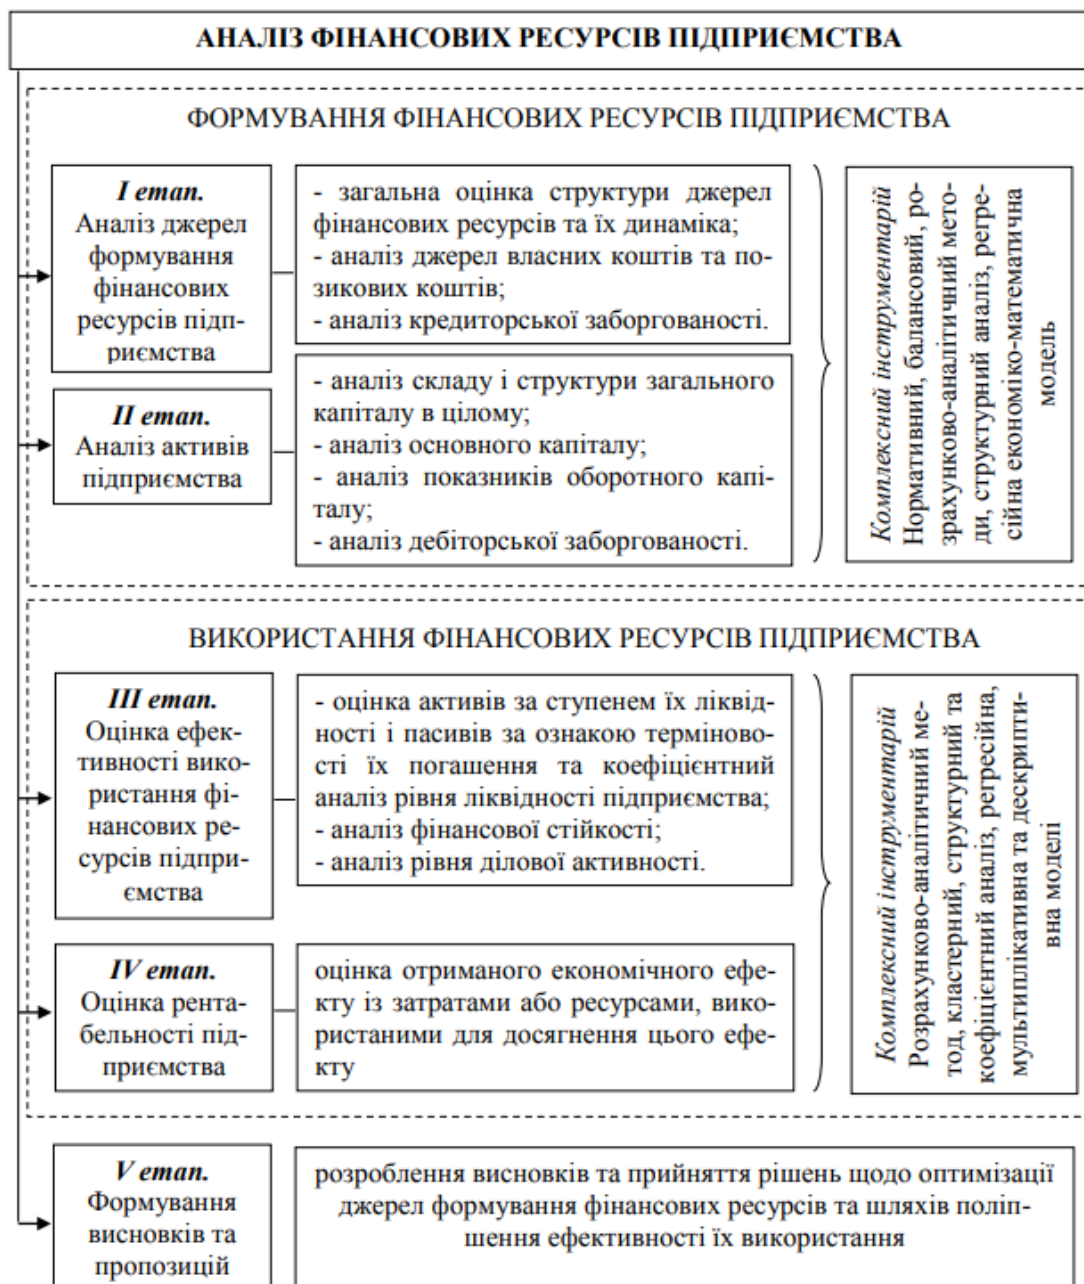 АНАЛІЗ ФІНАНСОВИХ РЕСУРСІВ ПІДПРИЄМСТВА
ФОРМУВАННЯ ФІНАНСОВИХ РЕСУРСІВ ПІДПРИЄМСТВА
I етап.
Аналіз джерел
формування
фінансових
ресурсів підп-
риємства
- загальна оцінка структури джерел
фінансових ресурсів та їх динаміка;
- аналіз джерел власних коштів та по-
зикових коштів;
- аналіз кредиторської заборгованості.
II етап.
Аналіз активів
підприємства
- аналіз складу і структури загального
капіталу в цілому;
- аналіз основного капіталу;
- аналіз показників оборотного капі-
талу;
- аналіз дебіторської заборгованості.
Комплексний інструментарій
Нормативний, балансовий, ро-
зрахунково-аналітичний мето-
ди, структурний аналіз, регре-
сійна економіко-математична
модель
ВИКОРИСТАННЯ ФІНАНСОВИХ РЕСУРСІВ ПІДПРИЄМСТВА
III етап.
Оцінка ефек-
тивності вико-
ристання фі-
нансових ре-
сурсів підпри-
ємства
- оцінка активів за ступенем їх ліквід-
ності і пасивів за ознакою терміново-
сті їх погашення та коефіцієнтний
аналіз рівня ліквідності підприємства;
- аналіз фінансової стійкості;
- аналіз рівня ділової активності.
IV етап.
Оцінка рента-
бельності під-
приємства
оцінка отриманого економічного ефе-
кту із затратами або ресурсами, вико-
ристаними для досягнення цього ефе-
кту
Комплексний інструментарій
Розрахунково-аналітичний ме-
тод, кластерний, структурний та
коефіцієнтний аналіз, регресійна,
мультиплікативна та дескрипти-
вна моделі
V етап.
Формування
висновків та
пропозицій
розроблення висновків та прийняття рішень щодо оптимізації
джерел формування фінансових ресурсів та шляхів поліп-
шення ефективності їх використання